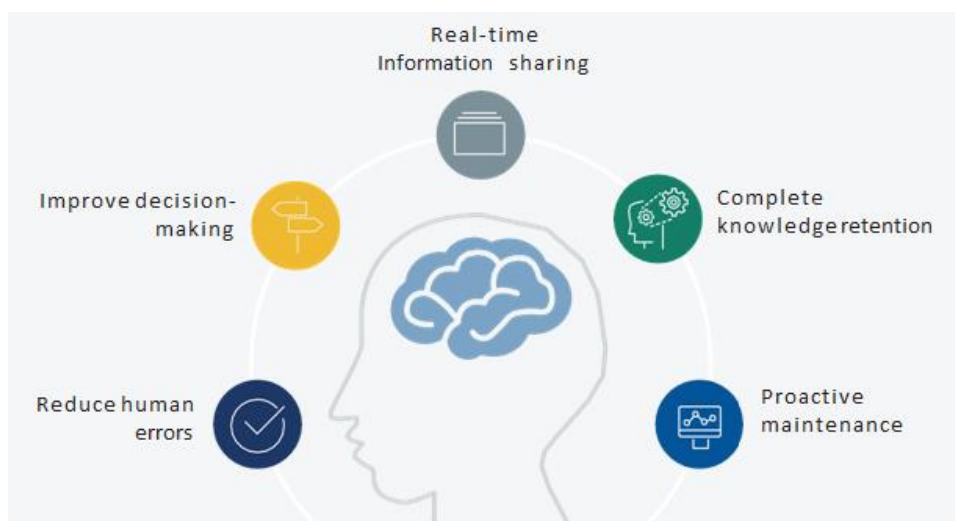 Real-time
Information sharing
Improve decision-
making
Complete
knowledge retention
Reduce human
errors
Proactive
maintenance